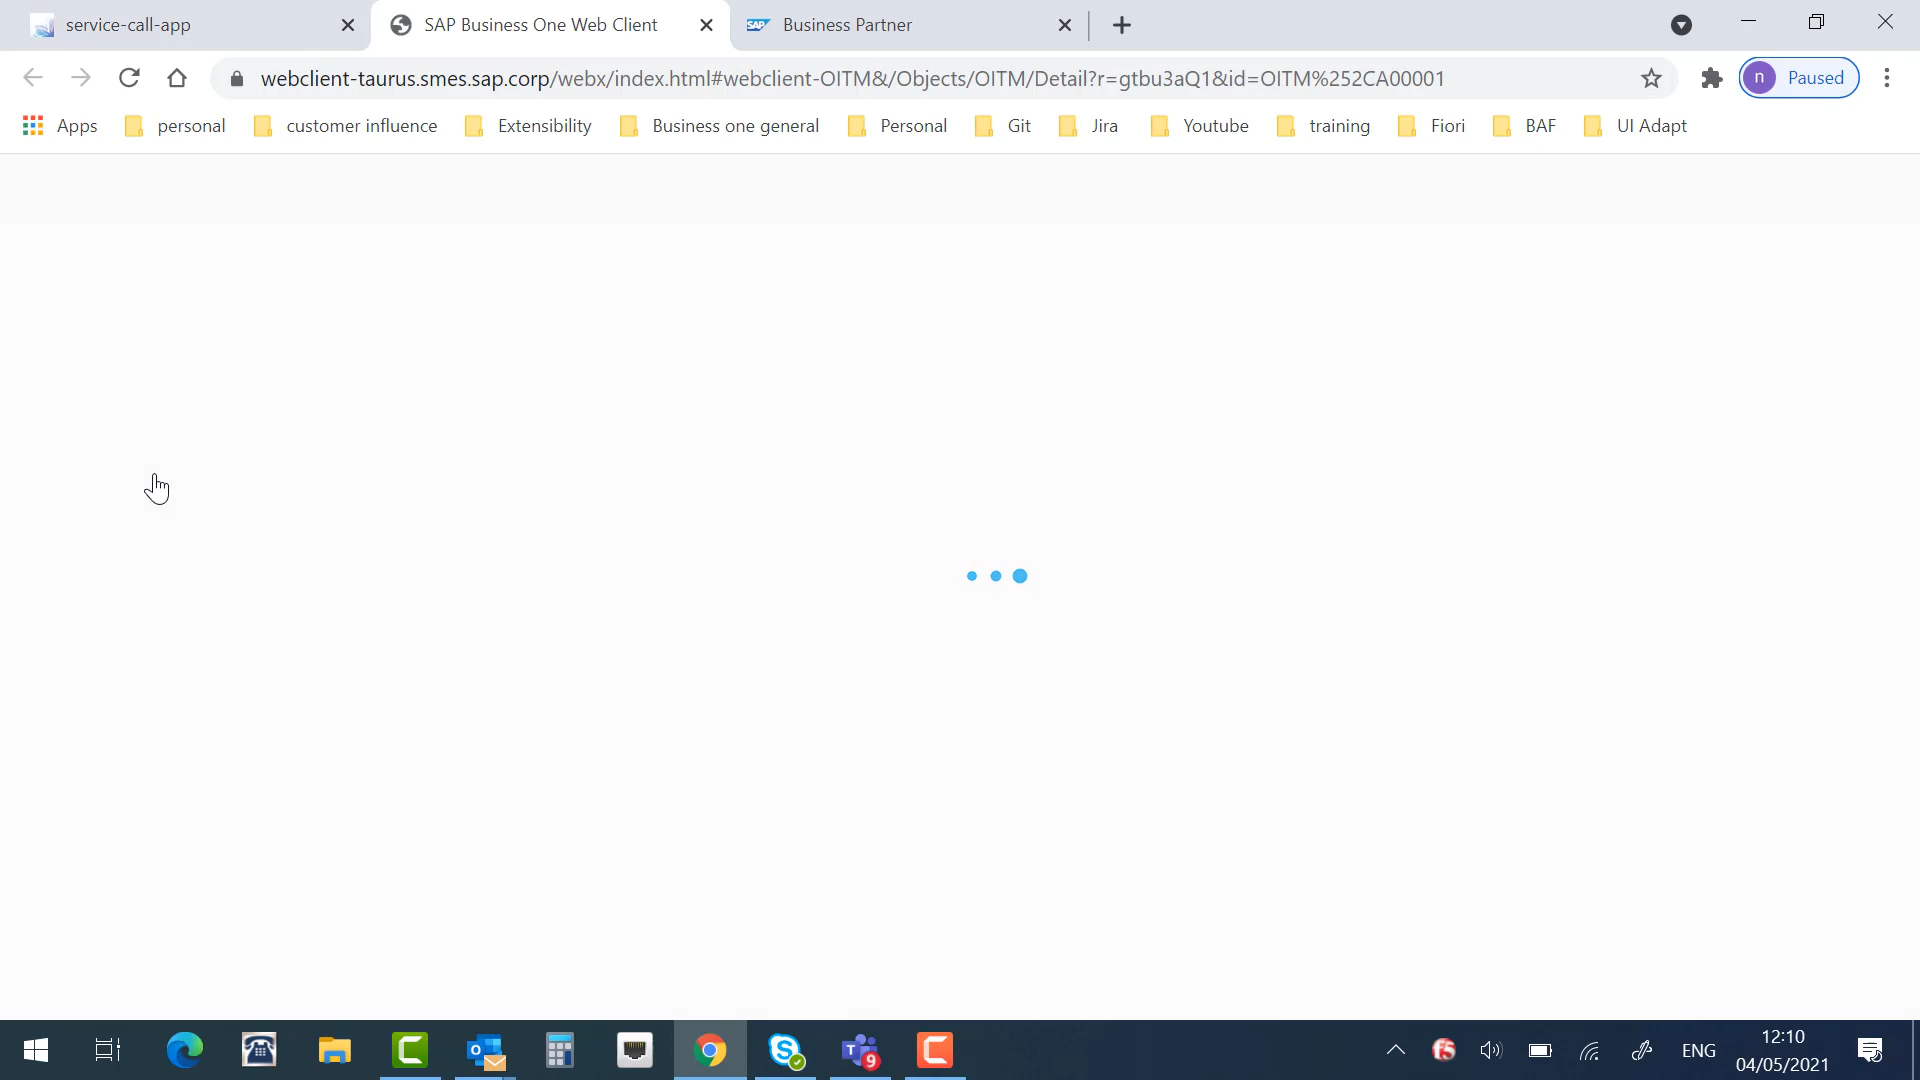 service-call-app
SAP Business One Web Client
SAP Business Partner
webclient-taurus.smes.sap.corp/webx/index.html#webclient-OITM&/Objects/OITM/Detail?r=gtbu3aQ1&id=OITM%252CA00001
n Paused
Apps personal customer influence Extensibility Business one general Personal Git Jira Youtube training Fiori BAF UI Adapt
12:10
ENG
04/05/2021
9